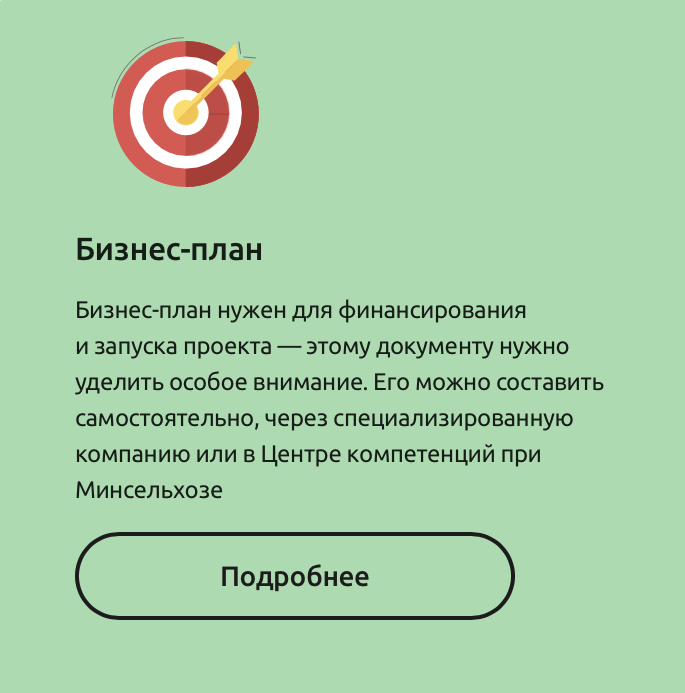 Бизнес-план
Бизнес-план нужен для финансирования
и запуска проекта — этому документу нужно
уделить особое внимание. Его можно составить
самостоятельно, через специализированную
компанию или в Центре компетенций при
Минсельхозе
Подробнее